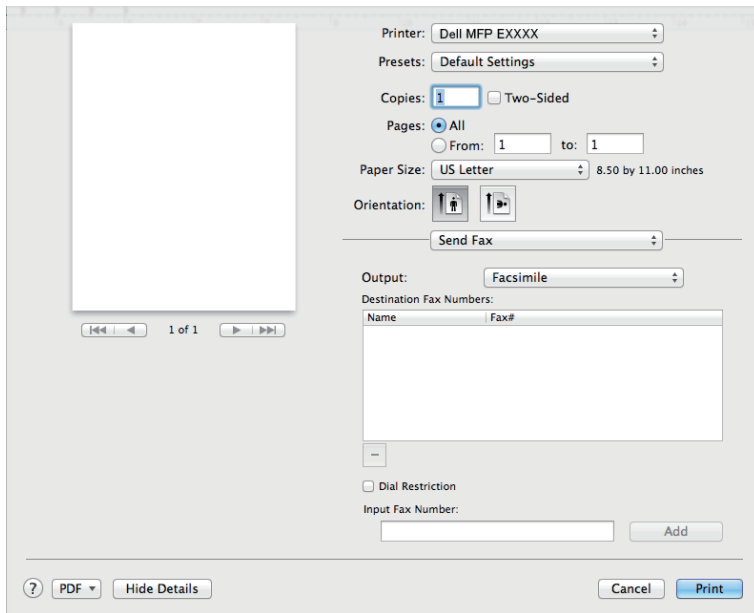 Printer: Dell MFP EXXXX
Presets: Default Settings
Copies: 1 Two-Sided
Pages: All
From: 1 to: 1
Paper Size: US Letter 8.50 by 11.00 inches
Orientation:
Send Fax
Output: Facsimile
Destination Fax Numbers:
Name Fax#
1 of 1
Dial Restriction
Input Fax Number:
Add
? PDF Hide Details Cancel Print